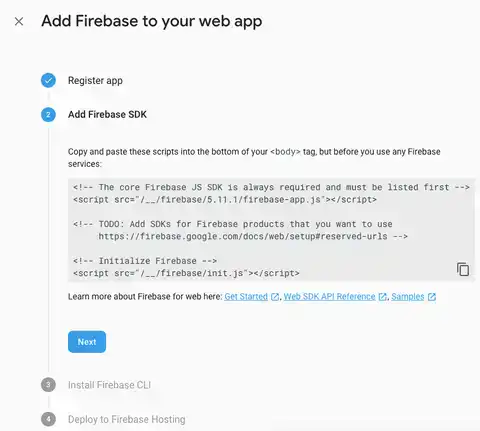 Add Firebase to your web app
Register app
2 Add Firebase SDK
Copy and paste these scripts into the bottom of your <body> tag, but before you use any Firebase
services:
<!-- The core Firebase JS SDK is always required and must be listed first -->
<script src="/__/firebase/5.11.1/firebase-app.js"></script>
<!-- TODO: Add SDKs for Firebase products that you want to use
https://firebase.google.com/docs/web/setup#reserved-urls -->
<!-- Initialize Firebase -->
<script src="/__/firebase/init.js"></script>
Learn more about Firebase for web here: Get Started, Web SDK API Reference, Samples
Next
3 Install Firebase CLI
4 Deploy to Firebase Hosting